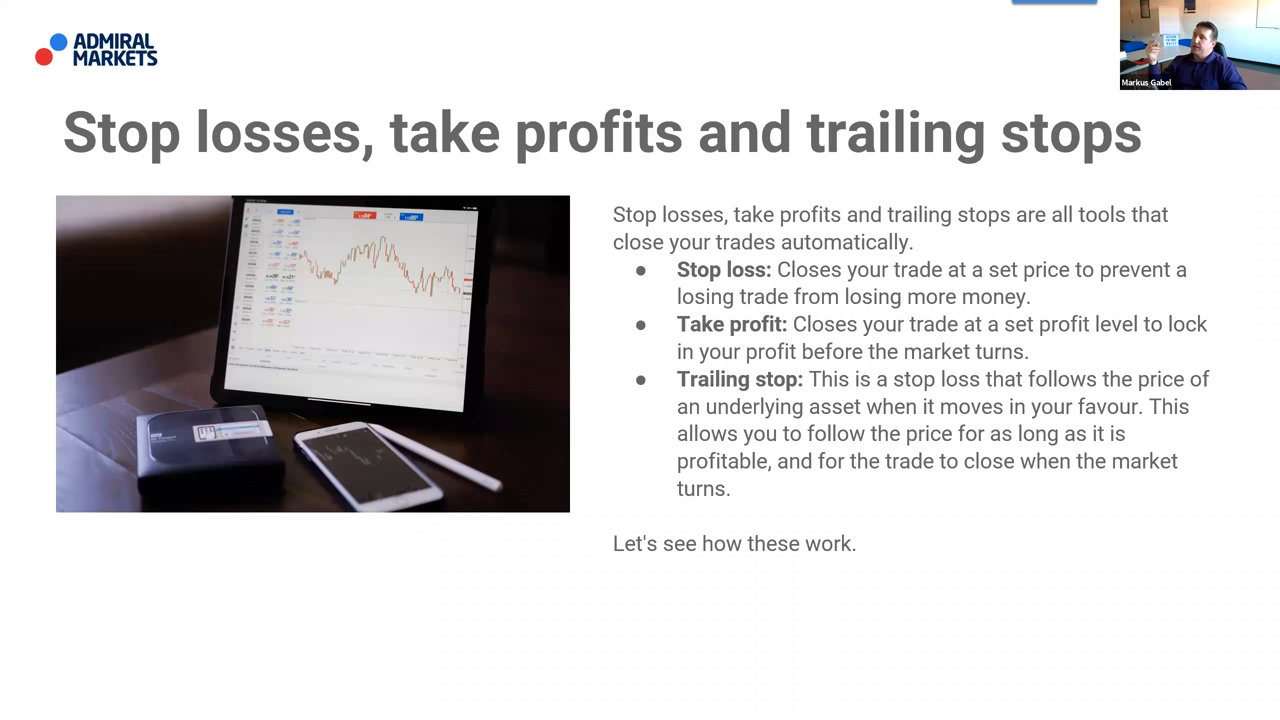 ADMIRAL
MARKETS
Markus Gabel
Stop losses, take profits and trailing stops
Stop losses, take profits and trailing stops are all tools that
close your trades automatically.
● Stop loss: Closes your trade at a set price to prevent a
losing trade from losing more money.
● Take profit: Closes your trade at a set profit level to lock
in your profit before the market turns.
● Trailing stop: This is a stop loss that follows the price of
an underlying asset when it moves in your favour. This
allows you to follow the price for as long as it is
profitable, and for the trade to close when the market
turns.
Let's see how these work.